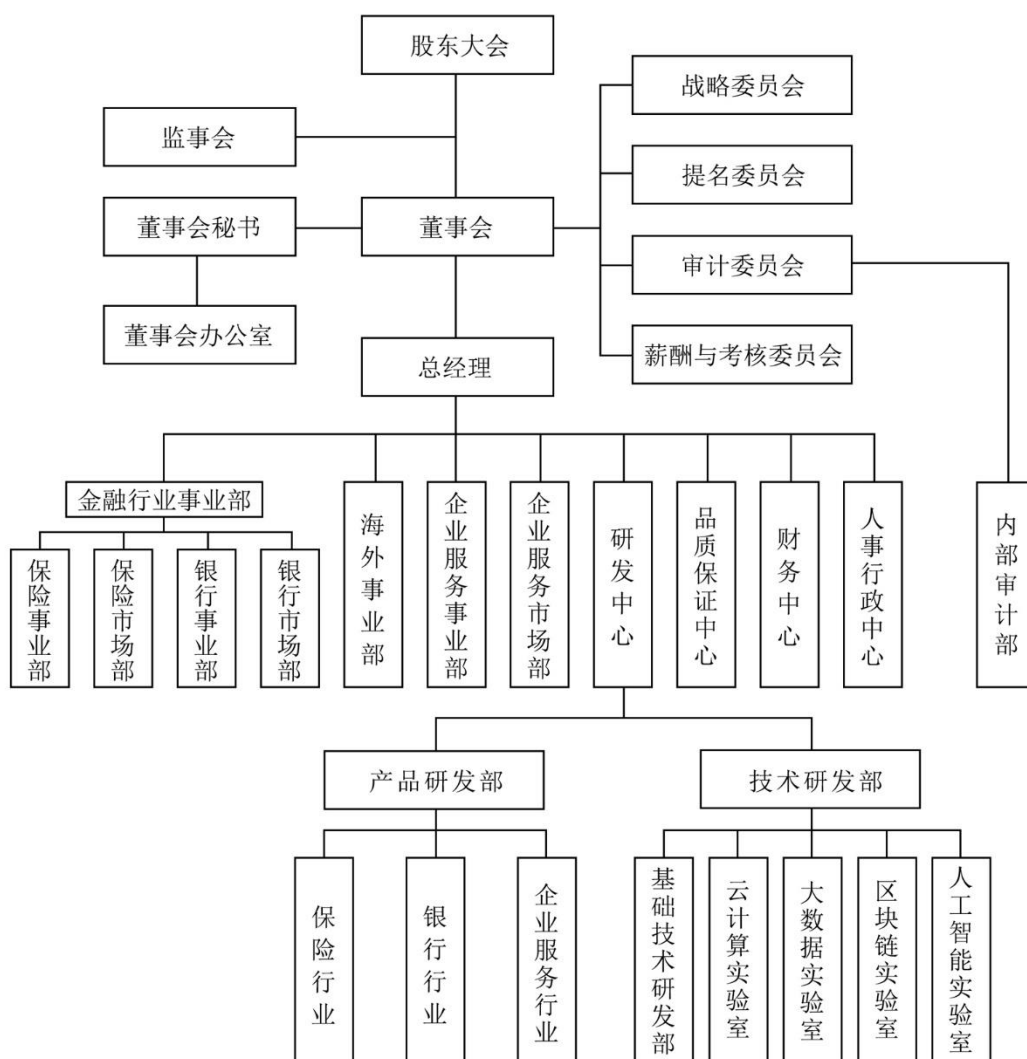 股东大会
战略委员会
监事会
提名委员会
董事会秘书
董事会
审计委员会
董事会办公室
总经理
薪酬与考核委员会
金融行业事业部
海外事业部
企业服务事业部
企业服务市场部
研发中心
品质保证中心
财务中心
人事行政中心
内部审计部
保险事业部
保险市场部
银行事业部
银行市场部
产品研发部
技术研发部
保险行业
银行行业
企业服务行业
基础技术研发部
云计算实验室
大数据实验室
区块链实验室
人工智能实验室